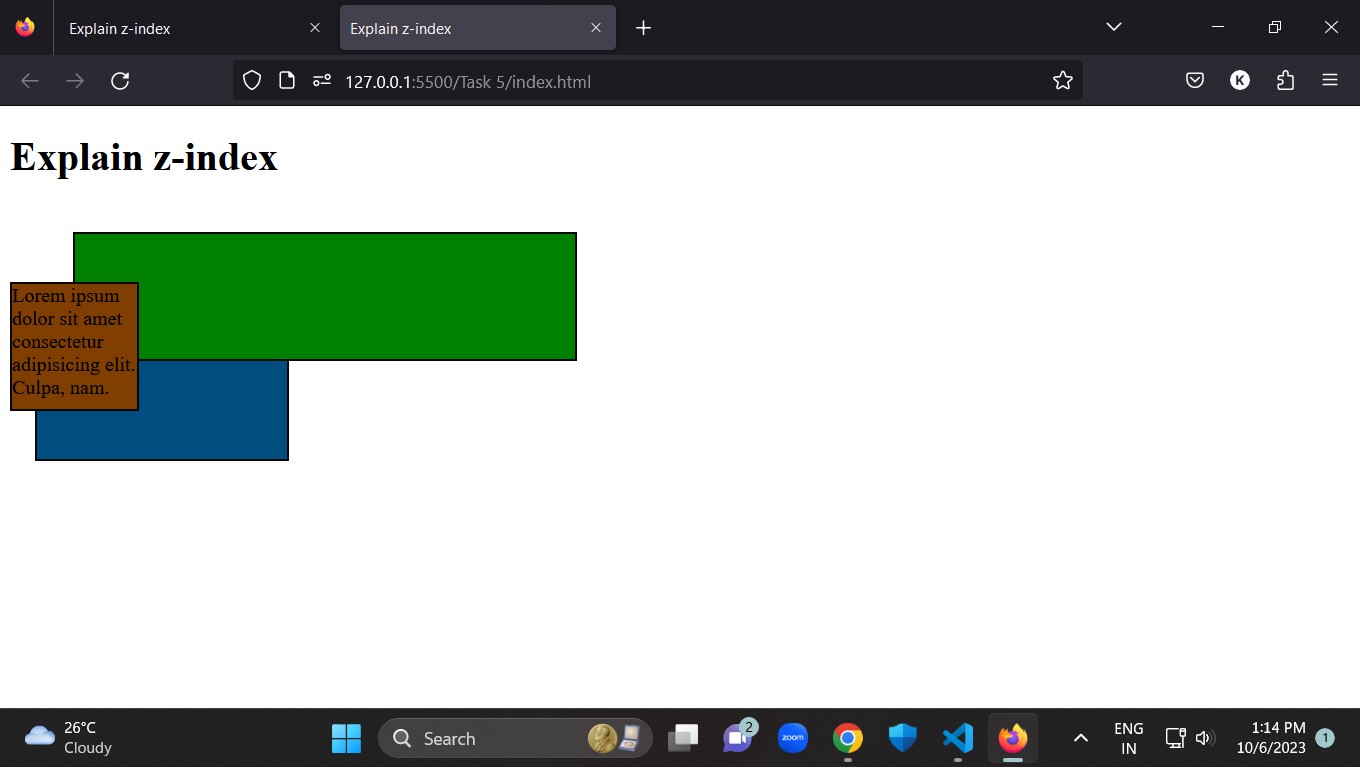 Explain z-index
Explain z-index
127.0.0.1:5500/Task 5/index.html
K
Explain z-index
Lorem ipsum
dolor sit amet
consectetur
adipisicing elit.
Culpa, nam.
26°C
Cloudy
Search
2
zoom
ENG
IN
1:14 PM
10/6/2023
1